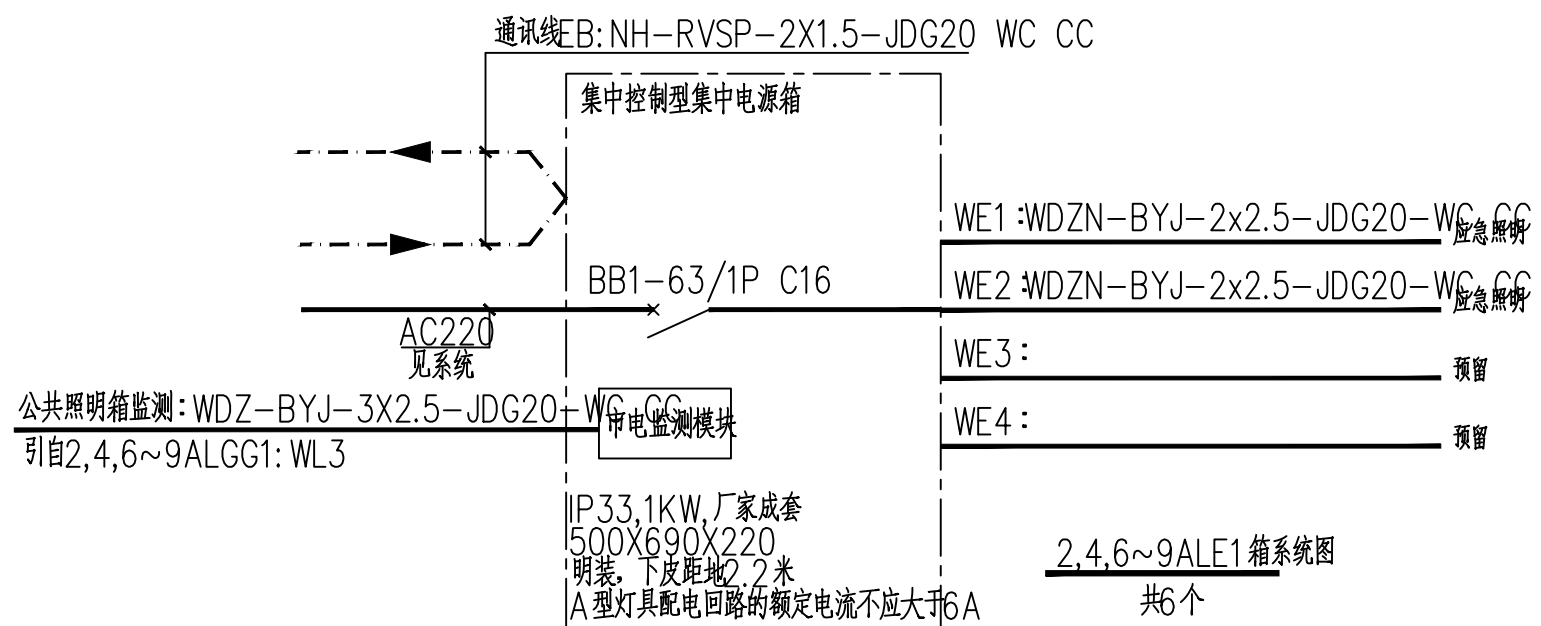 通讯线EB: NH-RVSP-2X1.5-JDG20 WC CC
集中控制型集中电源箱
WE1:WDZN-BYJ-2x2.5-JDG20-WC CC
应急照明
BB1-63/1P C16
WE2:WDZN-BYJ-2x2.5-JDG20-WC CC
应急照明
AC220
见系统
WE3:
预留
公共照明箱监测:WDZ-BYJ-3X2.5-JDG20-WC CC
市电监测模块
WE4:
预留
引自2,4,6~9ALGG1: WL3
IP33,1KW,厂家成套
500X690X220
明装,下皮距地2.2米
A型灯具配电回路的额定电流不应大于6A
2,4,6~9ALE1箱系统图
共6个